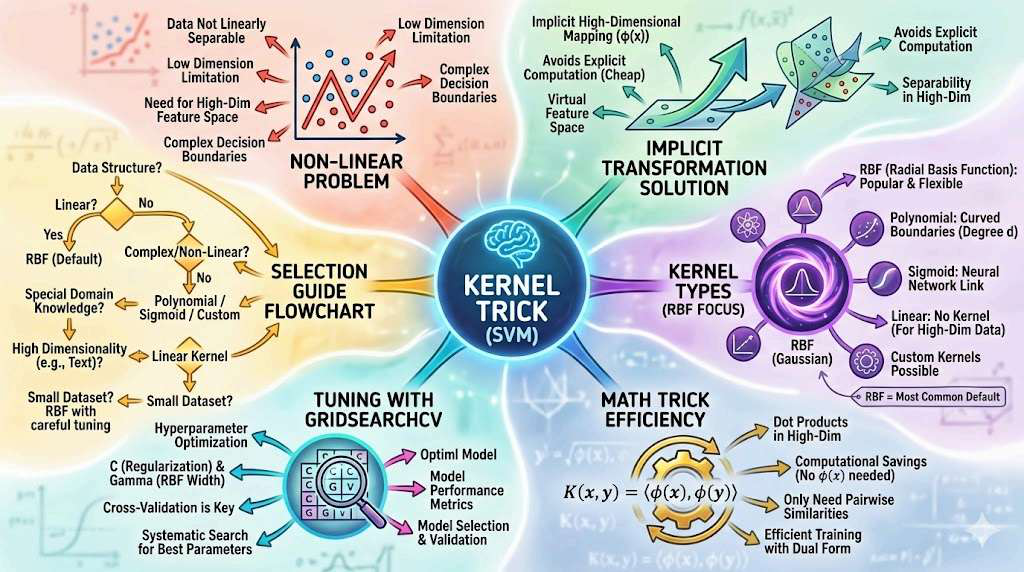 Data Not Linearly
Separable
Low Dimension
Limitation
Need for High-Dim
Feature Space
Complex Decision
Boundaries
Low Dimension
Limitation
Complex
Decision
Boundaries
NON-LINEAR
PROBLEM
Implicit High-Dimensional
Mapping (ϕ(x))
Avoids Explicit
Computation (Cheap)
Virtual
Feature
Space
Avoids Explicit
Computation
Separability
in High-Dim
IMPLICIT
TRANSFORMATION
SOLUTION
Data Structure?
Linear?
No
Yes
RBF (Default)
Complex/Non-Linear?
No
Special Domain
Knowledge?
Polynomial /
Sigmoid / Custom
High Dimensionality
(e.g., Text)?
Linear Kernel
Small Dataset?
RBF with
careful tuning
Small Dataset?
SELECTION
GUIDE
FLOWCHART
KERNEL
TRICK
(SVM)
KERNEL
TYPES
(RBF FOCUS)
RBF (Radial Basis Function):
Popular & Flexible
Polynomial: Curved
Boundaries (Degree d)
Sigmoid: Neural
Network Link
Linear: No Kernel
(For High-Dim Data)
Custom Kernels
Possible
RBF
(Gaussian)
RBF = Most Common Default
TUNING WITH
GRIDSEARCHCV
Hyperparameter
Optimization
C (Regularization) &
Gamma (RBF Width)
Cross-Validation is Key
Systematic Search
for Best Parameters
Optiml Model
Model
Performance
Metrics
Model Selection
& Validation
MATH TRICK
EFFICIENCY
K(x, y) = ⟨ϕ(x), ϕ(y)⟩
Dot Products
in High-Dim
Computational Savings
(No ϕ needed)
Only Need Pairwise
Similarities
Efficient Training
with Dual Form